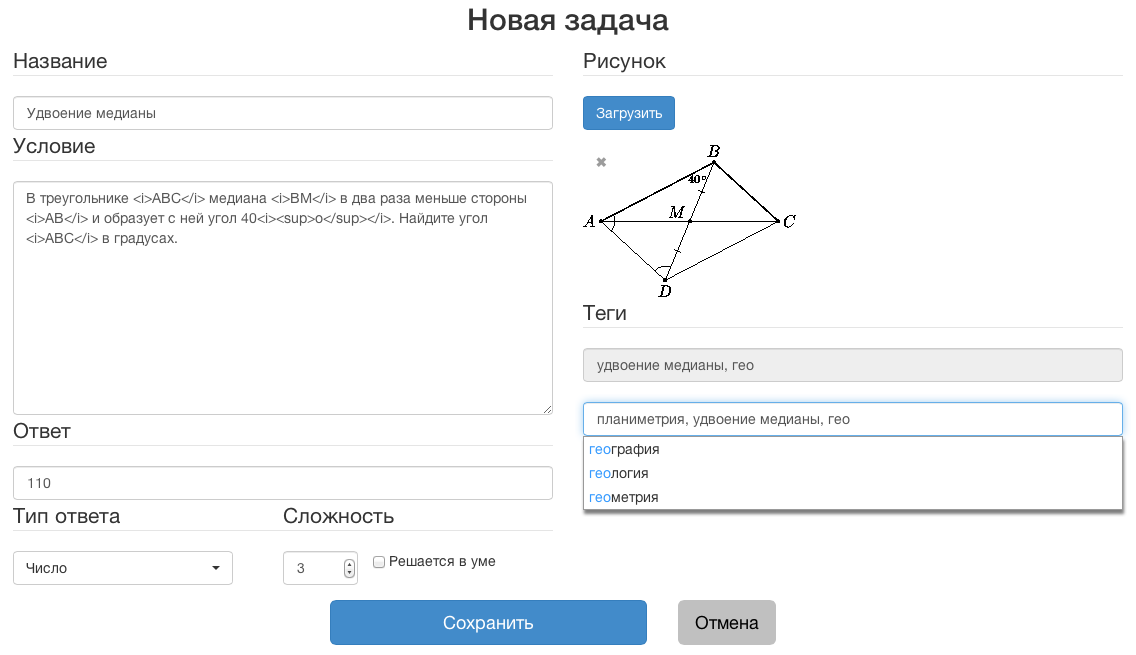 Новая задача
Название
Удвоение медианы
Условие
В треугольнике <i>ABC</i> медиана <i>BM</i> в два раза меньше стороны
<i>AB</i> и образует с ней угол 40<i><sup>o</sup></i>. Найдите угол
<i>ABC</i> в градусах.
Ответ
110
Тип ответа
Число
Сложность
3
Решается в уме
Рисунок
Загрузить
✖
B
40°
A
M
C
D
Теги
удвоение медианы, гео
планиметрия, удвоение медианы, гео
география
геология
геометрия
Сохранить
Отмена